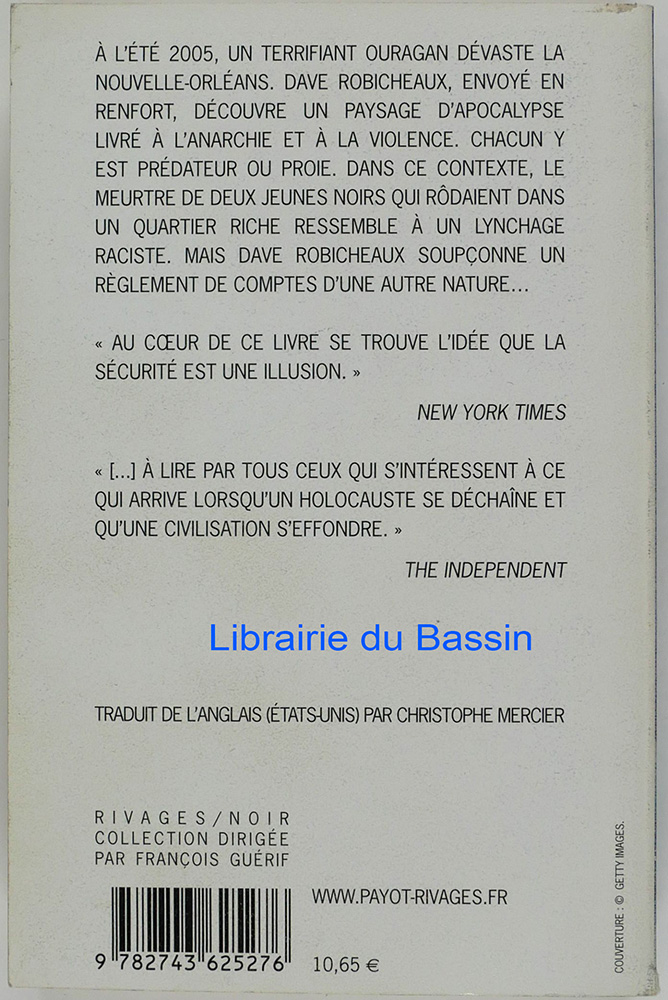 À L'ÉTÉ 2005, UN TERRIFIANT OURAGAN DÉVASTE LA
NOUVELLE-ORLÉANS. DAVE ROBICHEAUX, ENVOYÉ EN
RENFORT, DÉCOUVRE UN PAYSAGE D'APOCALYPSE
LIVRÉ À L'ANARCHIE ET À LA VIOLENCE. CHACUN Y
EST PRÉDATEUR OU PROIE. DANS CE CONTEXTE, LE
MEURTRE DE DEUX JEUNES NOIRS QUI RÔDAIENT DANS
UN QUARTIER RICHE RESSEMBLE À UN LYNCHAGE
RACISTE. MAIS DAVE ROBICHEAUX SOUPÇONNE UN
RÈGLEMENT DE COMPTES D'UNE AUTRE NATURE...
« AU CŒUR DE CE LIVRE SE TROUVE L'IDÉE QUE LA
SÉCURITÉ EST UNE ILLUSION. »
NEW YORK TIMES
« [...] À LIRE PAR TOUS CEUX QUI S'INTÉRESSENT À CE
QUI ARRIVE LORSQU'UN HOLOCAUSTE SE DÉCHAÎNE ET
QU'UNE CIVILISATION S'EFFONDRE. »
THE INDEPENDENT
Librairie du Bassin
TRADUIT DE L'ANGLAIS (ÉTATS-UNIS) PAR CHRISTOPHE MERCIER
RIVAGES/NOIR
COLLECTION DIRIGÉE
PAR FRANÇOIS GUÉRIF
WWW.PAYOT-RIVAGES.FR
9 782743 625276
10,65 €
COUVERTURE : © GETTY IMAGES.